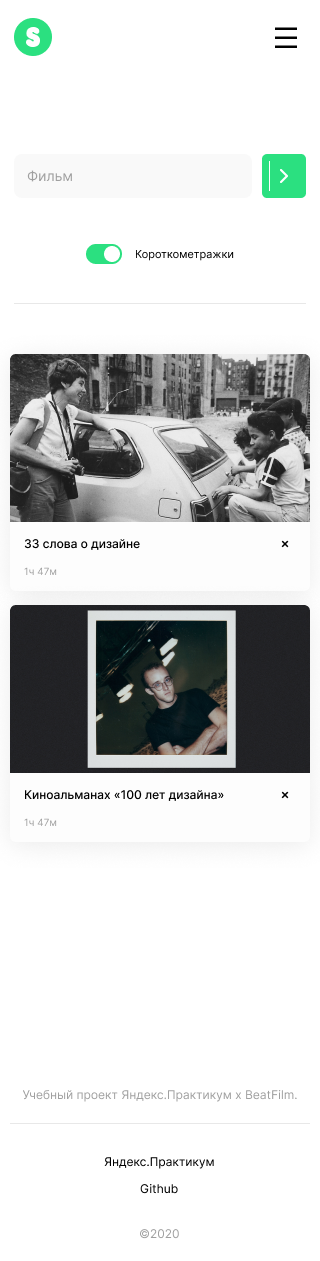 S
Фильм
Короткометражки
33 слова о дизайне
1ч 47м
Киноальманах «100 лет дизайна»
1ч 47м
Учебный проект Яндекс.Практикум х BeatFilm.
Яндекс.Практикум
Github
©2020